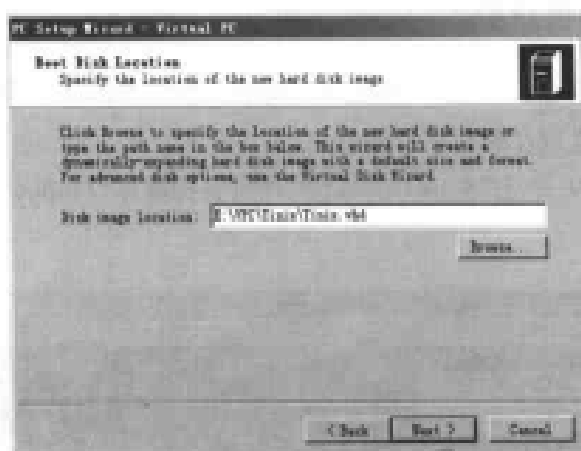 PC Setup Wizard - Virtual PC
Boot Disk Location
Specify the location of the new hard disk image
Click Browse to specify the location of the new hard disk image or
type the path name in the box below. This wizard will create a
dynamically-expanding hard disk image with a default size and format.
For advanced disk options, use the Virtual Disk Wizard.
Disk image location:
\Tinix\Tinix.vhd
Browse...
< Back
Next >
Cancel